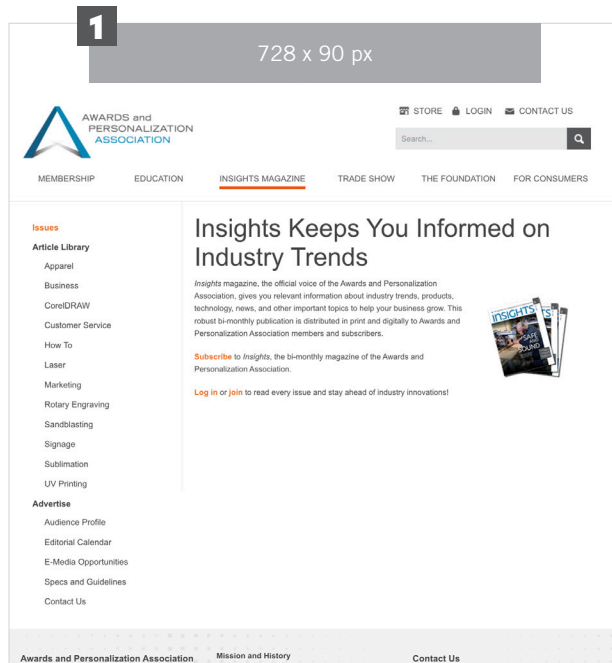 1
728 x 90 px
AWARDS and
PERSONALIZATION
ASSOCIATION
STORE
LOGIN
CONTACT US
Search...
MEMBERSHIP
EDUCATION
INSIGHTS MAGAZINE
TRADE SHOW
THE FOUNDATION
FOR CONSUMERS
Issues
Article Library
Apparel
Business
CorelDRAW
Customer Service
How To
Laser
Marketing
Rotary Engraving
Sandblasting
Signage
Sublimation
UV Printing
Advertise
Audience Profile
Editorial Calendar
E-Media Opportunities
Specs and Guidelines
Contact Us
Insights Keeps You Informed on
Industry Trends
Insights magazine, the official voice of the Awards and Personalization
Association, gives you relevant information about industry trends, products,
technology, news, and other important topics to help your business grow. This
robust bi-monthly publication is distributed in print and digitally to Awards and
Personalization Association members and subscribers.
Subscribe to Insights, the bi-monthly magazine of the Awards and
Personalization Association.
Log in or join to read every issue and stay ahead of industry innovations!
INSIGHTS
SAFE
SOUND
Awards and Personalization Association
Mission and History
Contact Us